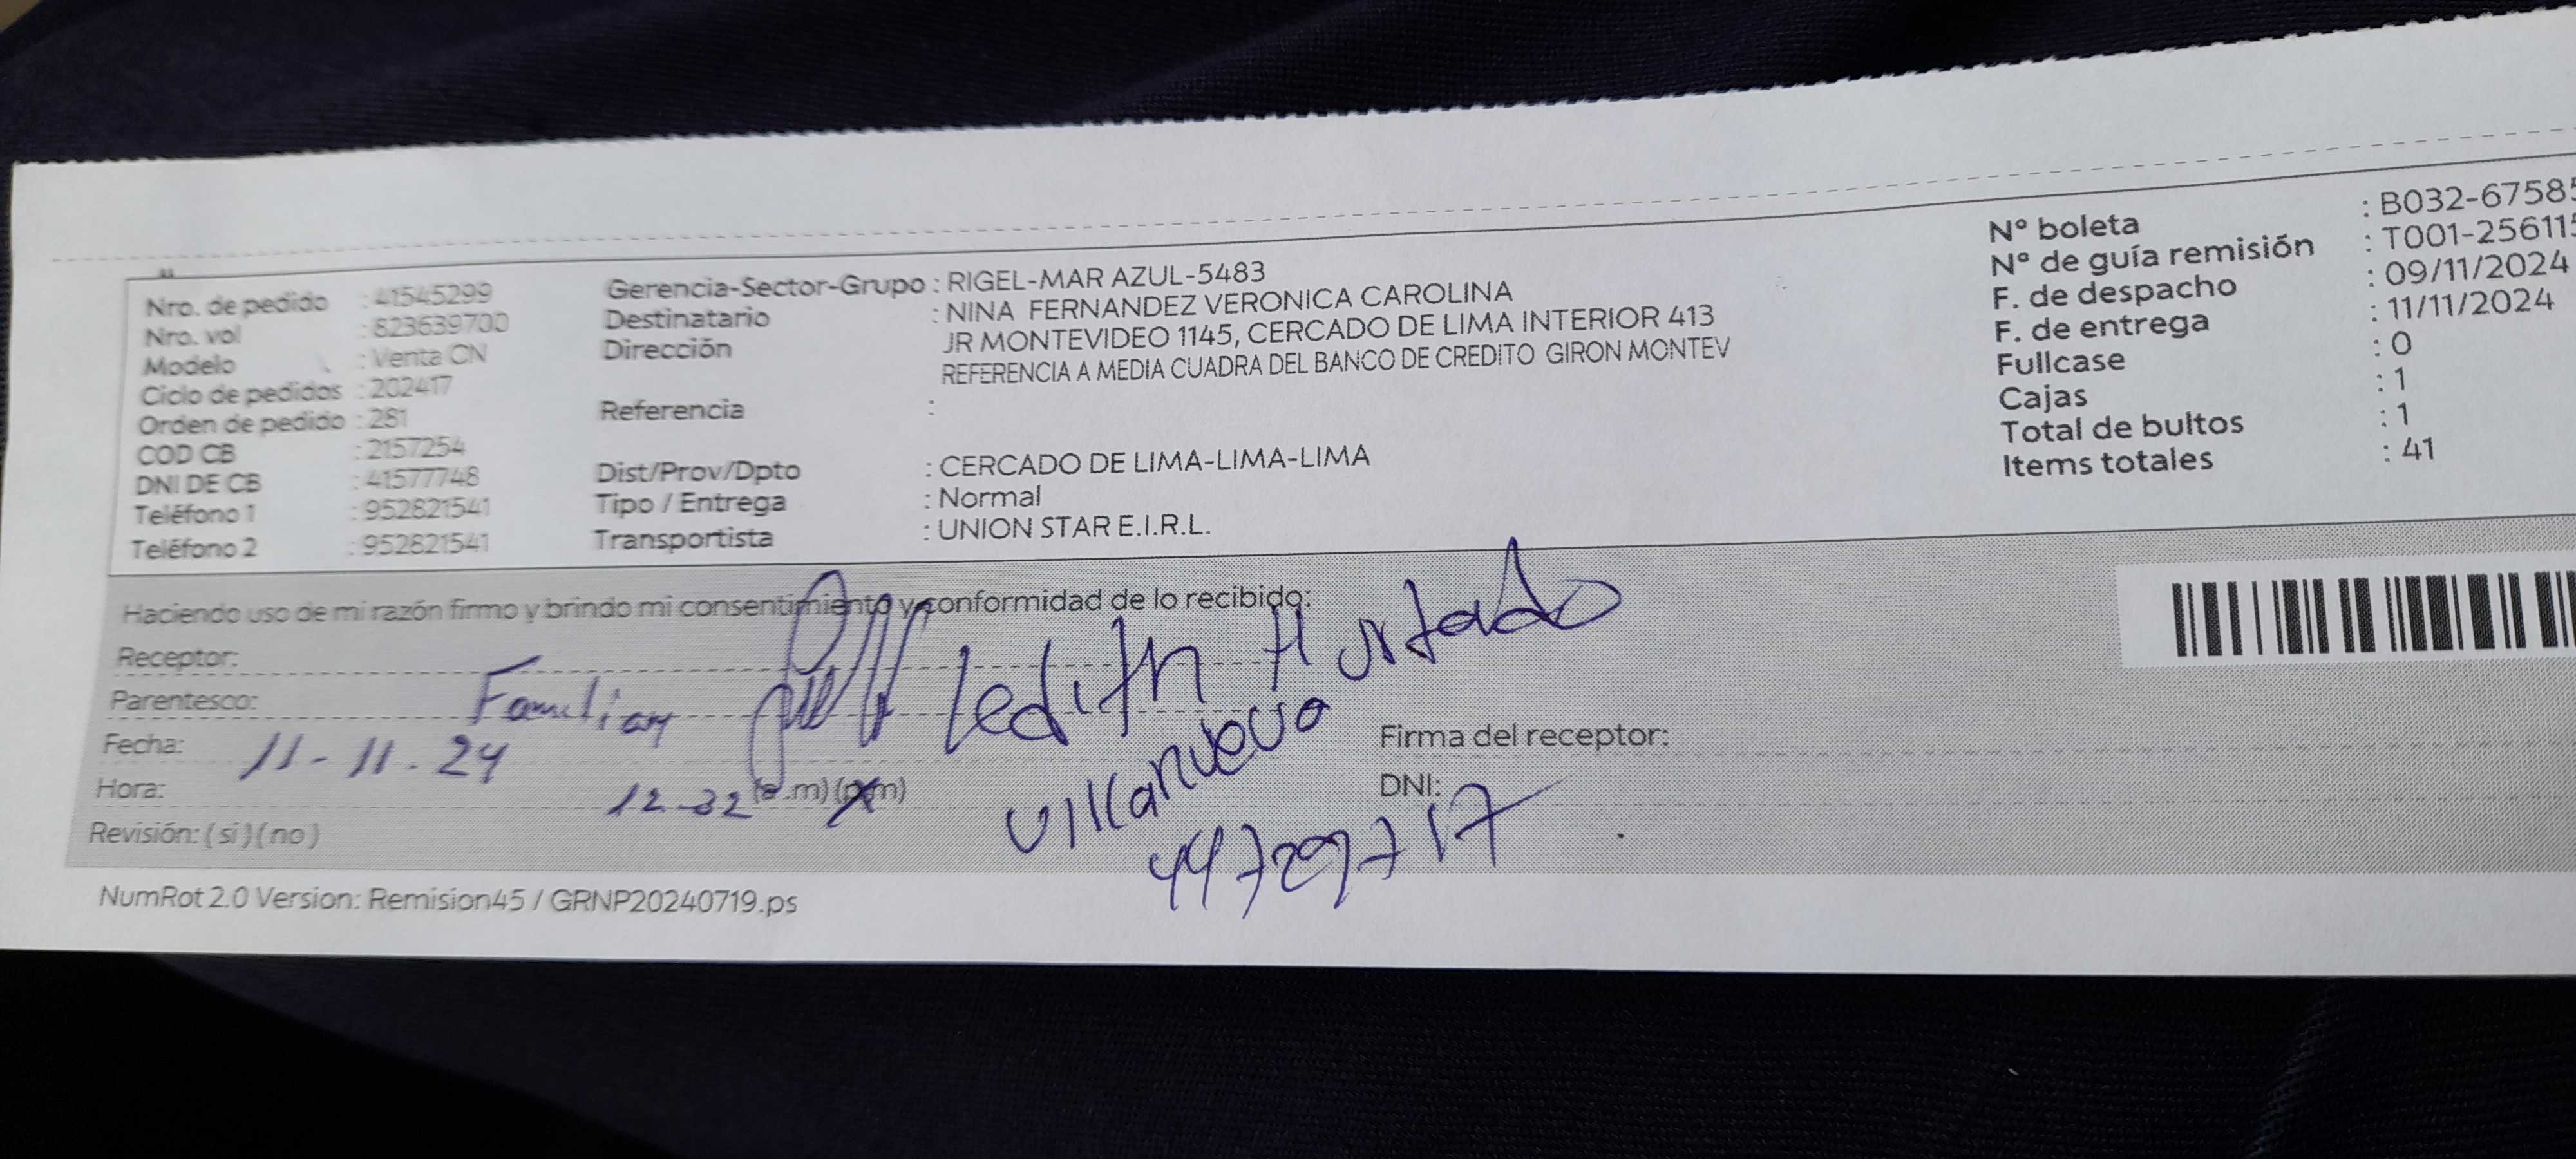 Nro. de pedido : 41545299
Nro. vol : 823639700
Modelo : Venta CN
Ciclo de pedidos : 202417
Orden de pedido : 281
COD CB : 2157254
DNI DE CB : 41577748
Teléfono 1 : 952821541
Teléfono 2 : 952821541
Gerencia-Sector-Grupo : RIGEL-MAR AZUL-5483
Destinatario : NINA FERNANDEZ VERONICA CAROLINA
Dirección JR MONTEVIDEO 1145, CERCADO DE LIMA INTERIOR 413
REFERENCIA A MEDIA CUADRA DEL BANCO DE CREDITO GIRON MONTEV
Referencia :
Dist/Prov/Dpto : CERCADO DE LIMA-LIMA-LIMA
Tipo / Entrega : Normal
Transportista : UNION STAR E.I.R.L.
Nº boleta : B032-6758
Nº de guía remisión : T001-25611
F. de despacho : 09/11/2024
F. de entrega : 11/11/2024
Fullcase : 0
Cajas : 1
Total de bultos : 1
Items totales : 41
Haciendo uso de mi razón firmo y brindo mi consentimiento y conformidad de lo recibido:
Receptor: Hurtado
Parentesco: Familiar
Villanueva
Fecha: 11-11.24
Firma del receptor:
Hora: 12-32 (a.m) (p.m)
DNI:
44729717
Revisión: ( si ) ( no )
NumRot 2.0 Version: Remision45 / GRNP20240719.ps